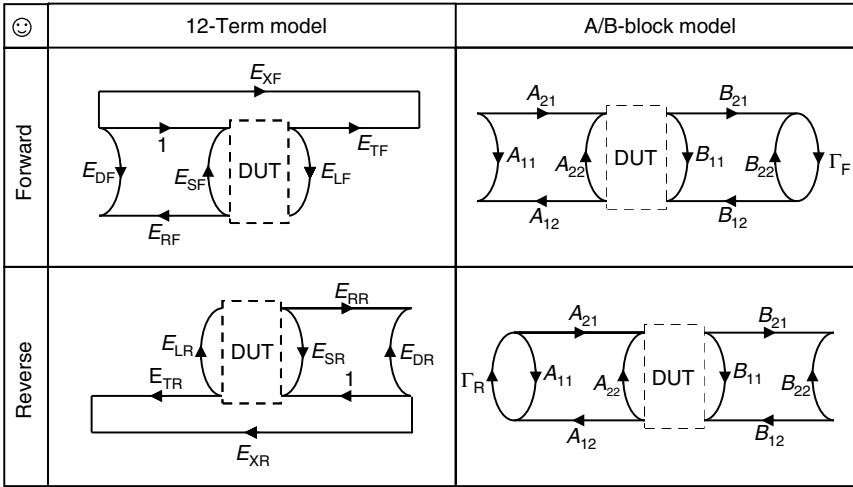 12-Term model
A/B-block model
Forward
E_XF
1
E_TF
E_DF
E_SF
DUT
E_LF
E_RF
A_21
B_21
A_11
A_22
DUT
B_11
B_22
Γ_F
A_12
B_12
Reverse
E_RR
E_LR
DUT
E_SR
E_DR
E_TR
1
E_XR
A_21
B_21
Γ_R
A_11
A_22
DUT
B_11
B_22
A_12
B_12